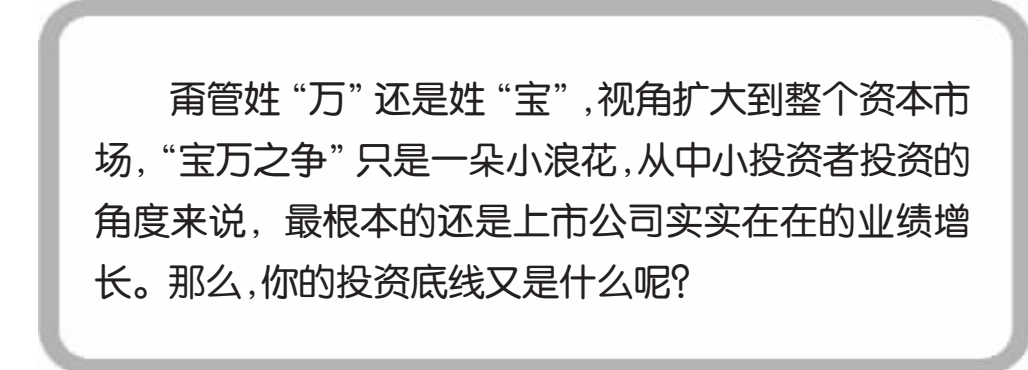 甭管姓“万”还是姓“宝”,视角扩大到整个资本市
场,“宝万之争”只是一朵小浪花,从中小投资者投资的
角度来说，最根本的还是上市公司实实在在的业绩增
长。那么,你的投资底线又是什么呢?